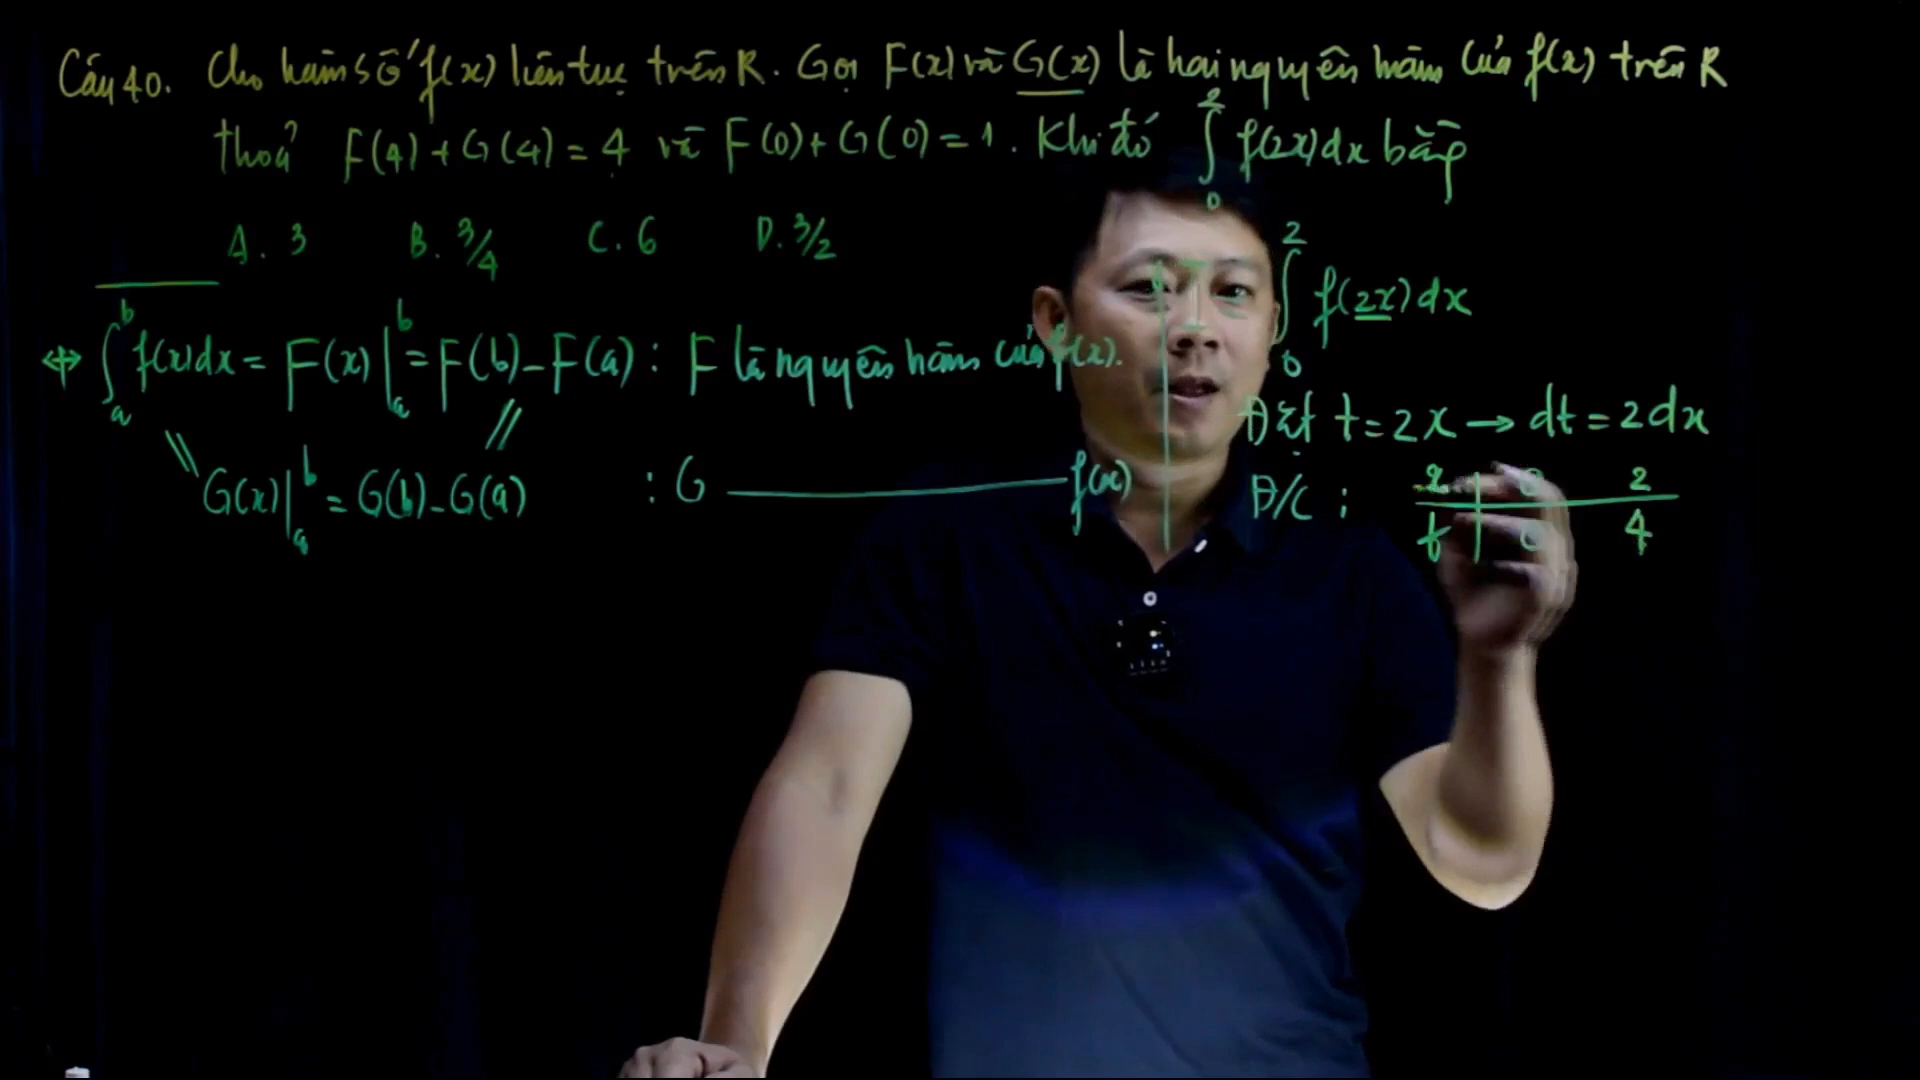 Câu 40. Cho hàm số f(x) liên tục trên R. Gọi F(x) và G(x) là hai nguyên hàm của f(x) trên R
thoả F(4) + G(4) = 4 và F(0) + G(0) = 1. Khi đó ∫₀² f(2x)dx bằng
A. 3 B. 3/4 C. 6 D. 3/2
∫₀² f(2x)dx
∫ₐᵇ f(x)dx = F(x)|ₐᵇ = F(b) - F(a) : F là nguyên hàm của f(x).
Đặt t = 2x → dt = 2dx
G(x)|ₐᵇ = G(b) - G(a) : G f(x)
Đ/C : x 0 2
t 0 4